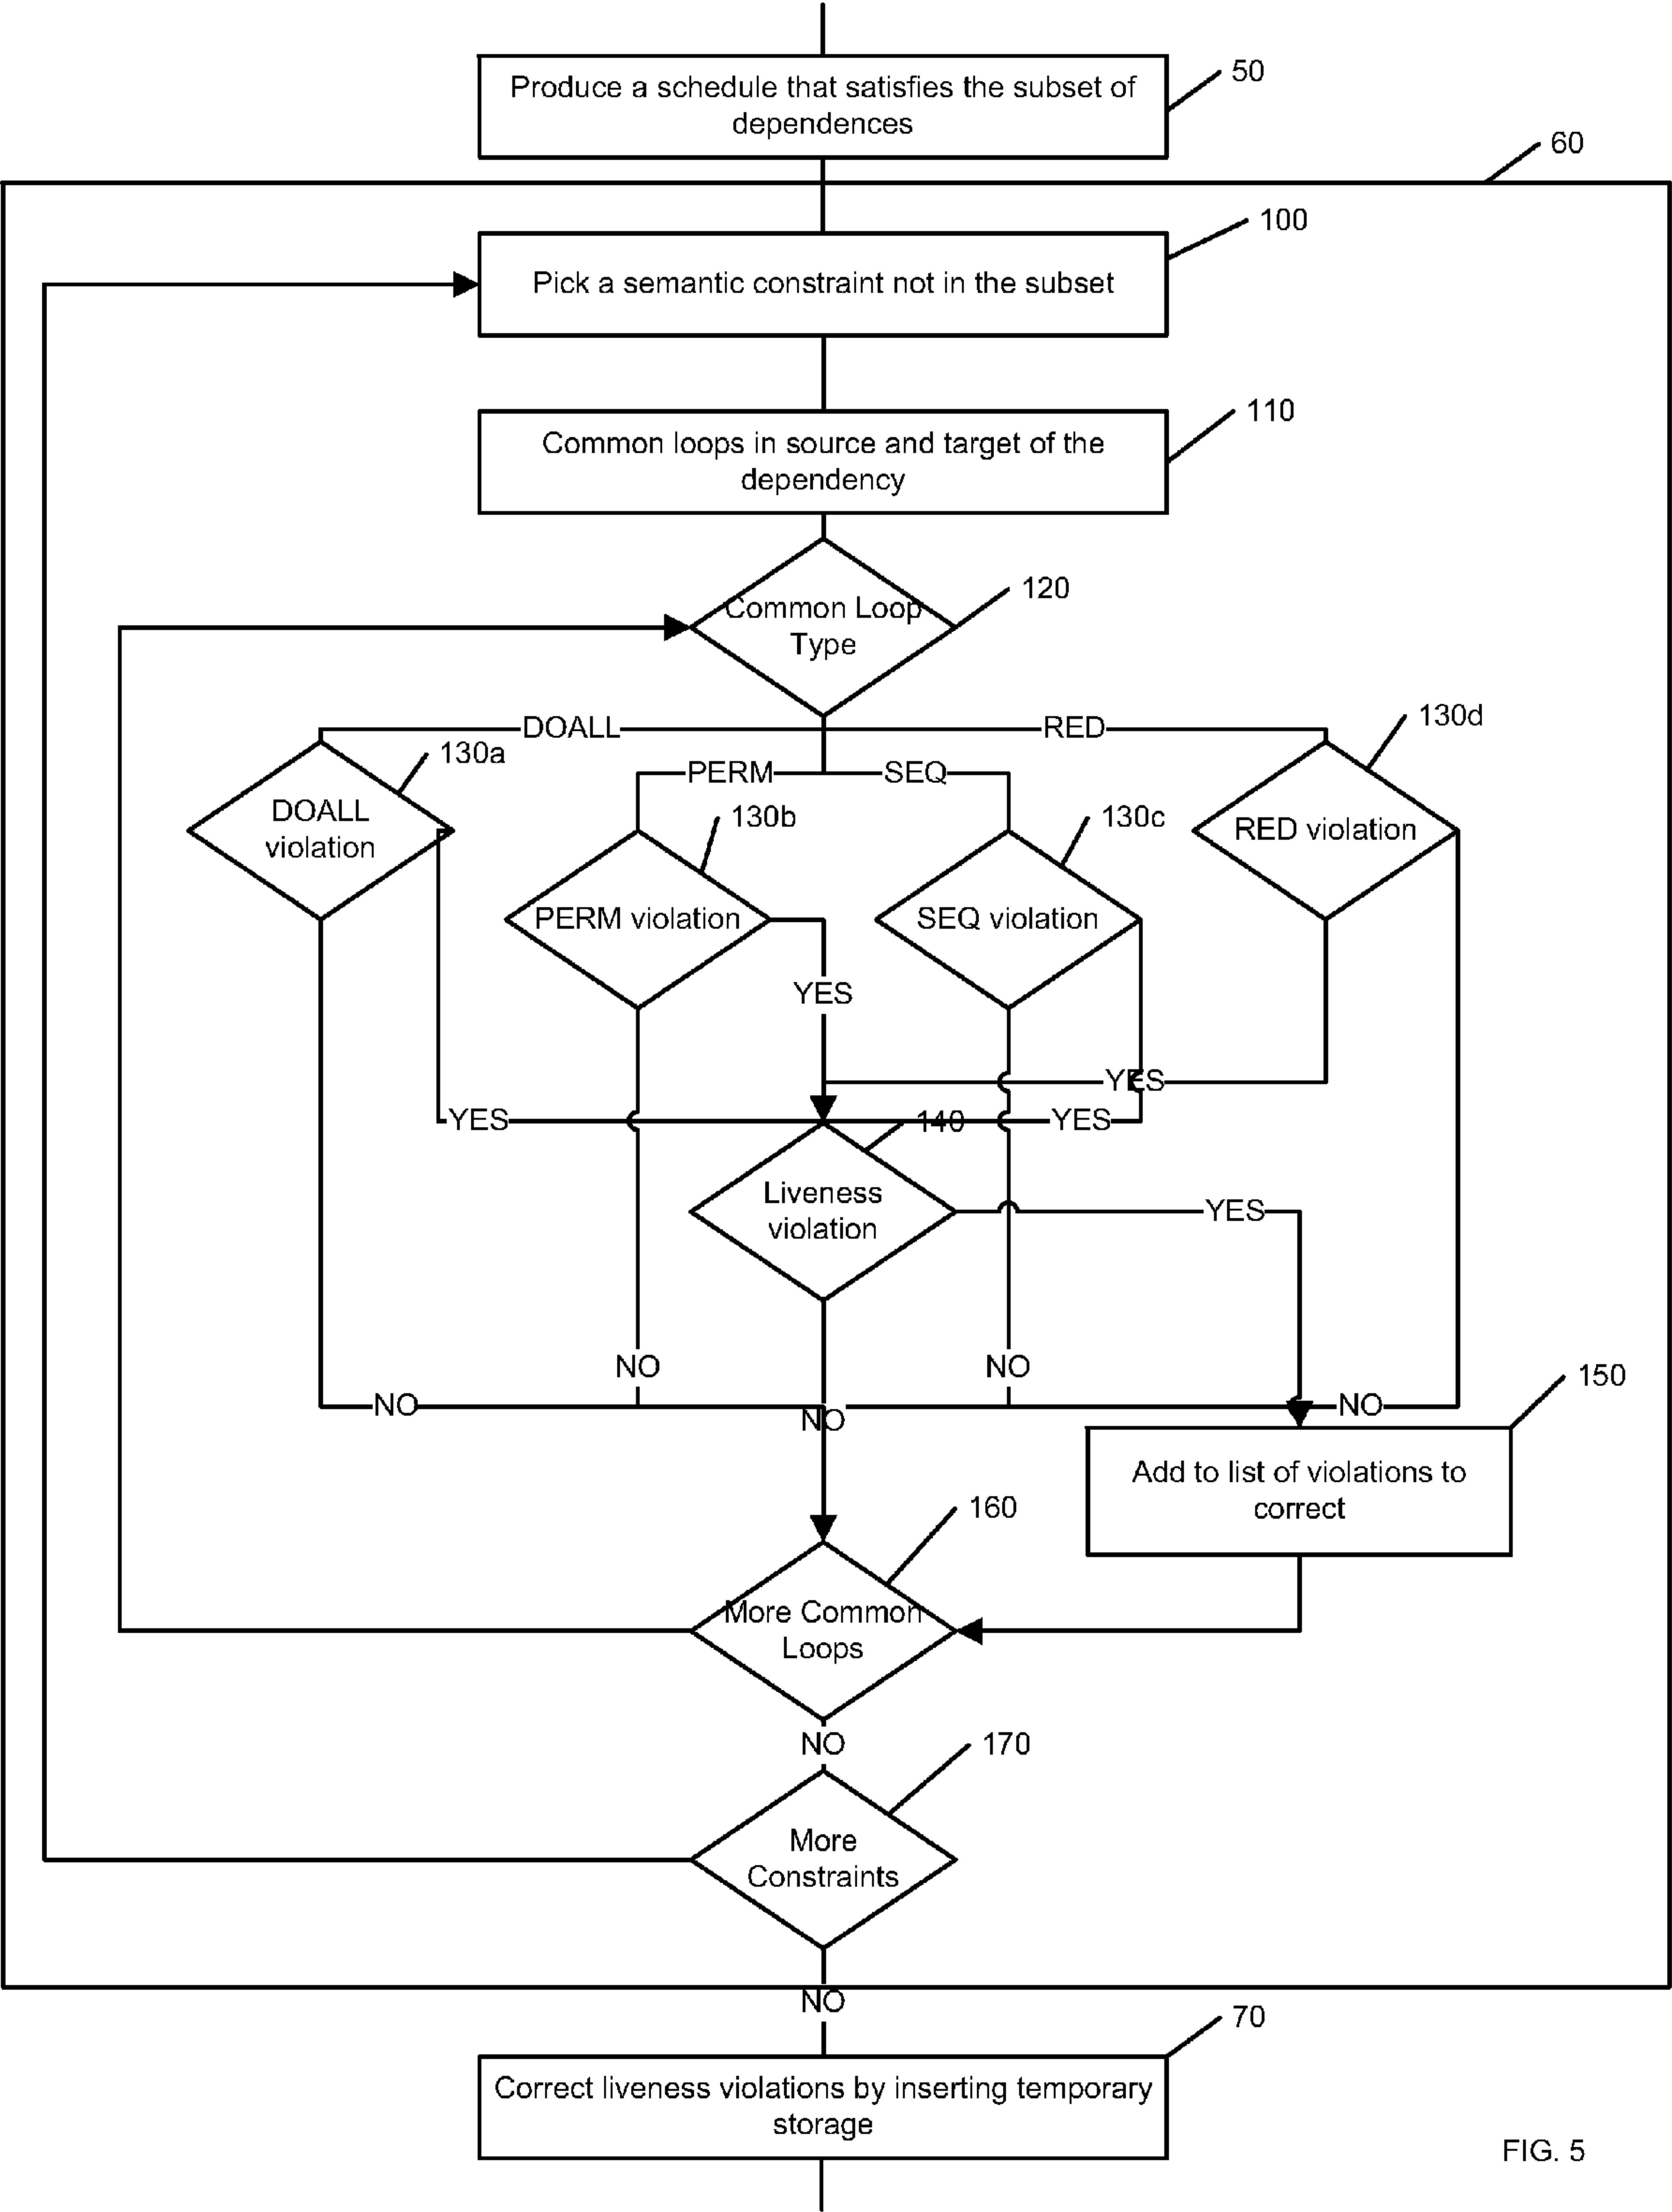 Produce a schedule that satisfies the subset of
dependences
50
60
100
Pick a semantic constraint not in the subset
110
Common loops in source and target of the
dependency
120
Common Loop
Type
DOALL
RED
130d
130a
PERM
SEQ
DOALL
violation
130b
130c
RED violation
PERM violation
SEQ violation
YES
YES
YES
140
YES
Liveness
violation
YES
NO
NO
150
NO
NO
NO
Add to list of violations to
correct
160
More Common
Loops
NO
170
More
Constraints
NO
70
Correct liveness violations by inserting temporary
storage
FIG. 5